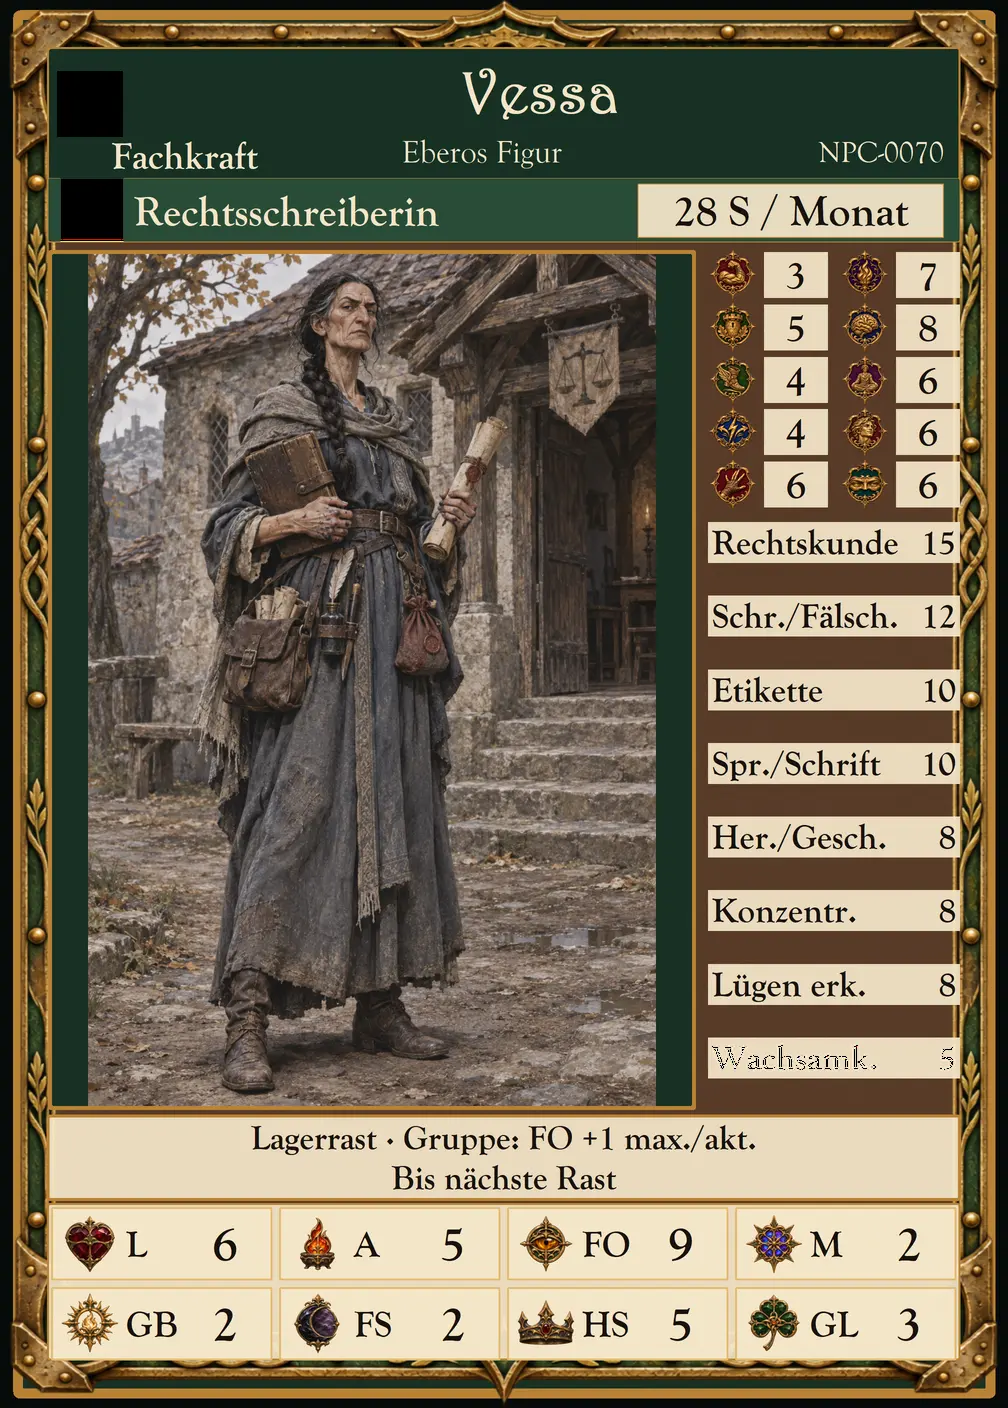 Vessa
Fachkraft
Eberos Figur
NPC-0070
Rechtsschreiberin
28 S / Monat
3 7
5 8
4 6
4 6
6 6
Rechtskunde 15
Schr./Fälsch. 12
Etikette 10
Spr./Schrift 10
Her./Gesch. 8
Konzentr. 8
Lügen erk. 8
Wachsamk. 5
Lagerrast · Gruppe: FO +1 max./akt.
Bis nächste Rast
L 6 A 5 FO 9 M 2
GB 2 FS 2 HS 5 GL 3